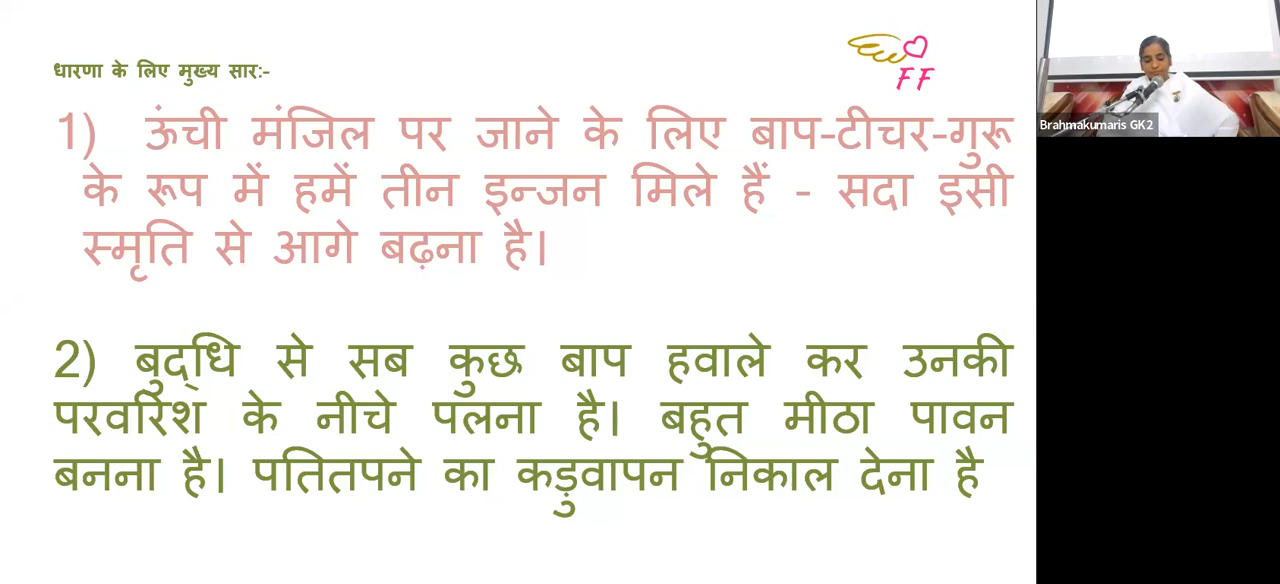 धारणा के लिए मुख्य सार:-
FF
1) ऊंची मंजिल पर जाने के लिए बाप-टीचर-गुरू
के रूप में हमें तीन इन्जन मिले हैं - सदा इसी
स्मृति से आगे बढ़ना है।
2) बुद्धि से सब कुछ बाप हवाले कर उनकी
परवरिश के नीचे पलना है। बहुत मीठा पावन
बनना है। पतितपने का कड़ुवापन निकाल देना है
Brahmakumaris GK2